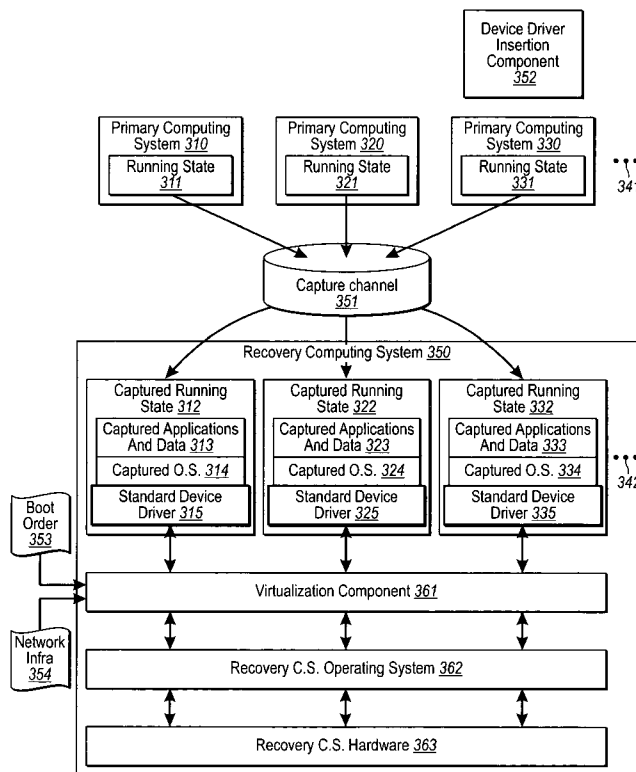 Device Driver
Insertion
Component
352
Primary Computing
System 310
Running State
311
Primary Computing
System 320
Running State
321
Primary Computing
System 330
Running State
331
341
Capture channel
351
Recovery Computing System 350
Captured Running
State 312
Captured Applications
And Data 313
Captured O.S. 314
Standard Device
Driver 315
Captured Running
State 322
Captured Applications
And Data 323
Captured O.S. 324
Standard Device
Driver 325
Captured Running
State 332
Captured Applications
And Data 333
Captured O.S. 334
Standard Device
Driver 335
342
Boot
Order
353
Virtualization Component 361
Network
Infra
354
Recovery C.S. Operating System 362
Recovery C.S. Hardware 363